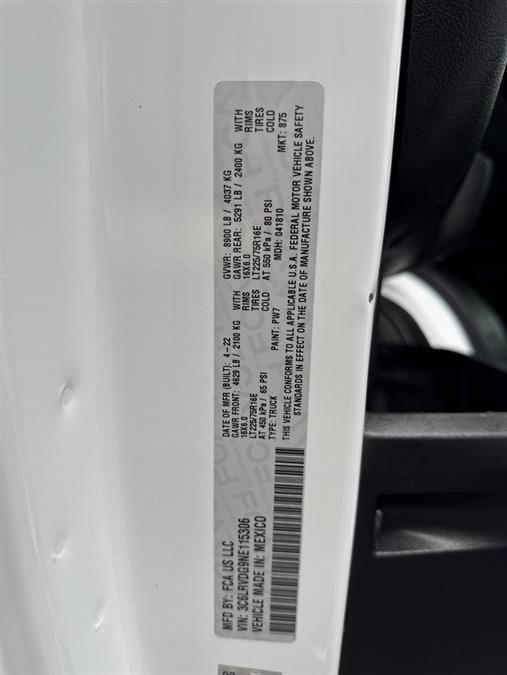 MFD BY: FCA US LLC
VIN: 3C6LRVDG9NE115306
VEHICLE MADE IN: MEXICO
DATE OF MFR (BUILT): 4-22
GAWR FRONT: 4629 LB / 2100 KG WITH
16X6.0 RIMS
LT225/75R16E TIRES
AT 450 kPa / 65 PSI COLD
TYPE: TRUCK
PAINT: PW7
GVWR: 8900 LB / 4037 KG
GAWR REAR: 5291 LB / 2400 KG WITH
16X6.0 RIMS
LT225/75R16E TIRES
AT 550 kPa / 80 PSI COLD
MDH: 041810
MKT: 875
THIS VEHICLE CONFORMS TO ALL APPLICABLE U.S.A. FEDERAL MOTOR VEHICLE SAFETY
STANDARDS IN EFFECT ON THE DATE OF MANUFACTURE SHOWN ABOVE.